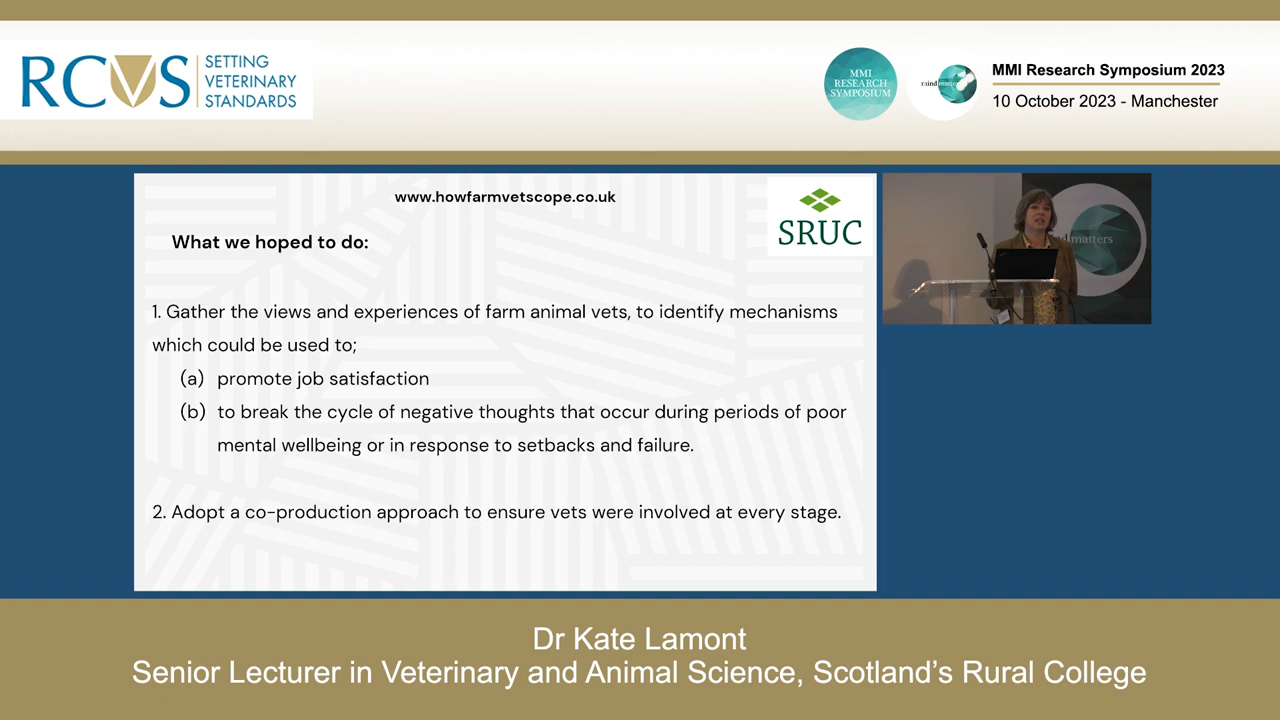 RCVS
SETTING
VETERINARY
STANDARDS
MMI
RESEARCH
SYMPOSIUM
mind matters
MMI Research Symposium 2023
10 October 2023 - Manchester
www.howfarmvetscope.co.uk
SRUC
What we hoped to do:
1. Gather the views and experiences of farm animal vets, to identify mechanisms
which could be used to;
(a) promote job satisfaction
(b) to break the cycle of negative thoughts that occur during periods of poor
mental wellbeing or in response to setbacks and failure.
2. Adopt a co-production approach to ensure vets were involved at every stage.
matters
Dr Kate Lamont
Senior Lecturer in Veterinary and Animal Science, Scotland’s Rural College